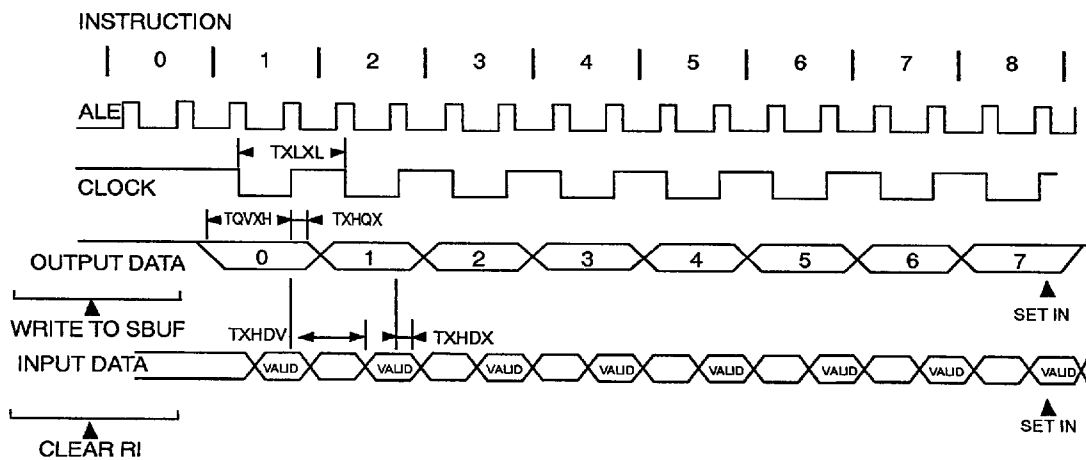 INSTRUCTION
0 1 2 3 4 5 6 7 8
ALE
TXLXL
CLOCK
TQVXH TXHQX
OUTPUT DATA 0 1 2 3 4 5 6 7
SET IN
WRITE TO SBUF
TXHDV TXHDX
INPUT DATA VALID VALID VALID VALID VALID VALID VALID VALID
SET IN
CLEAR RI